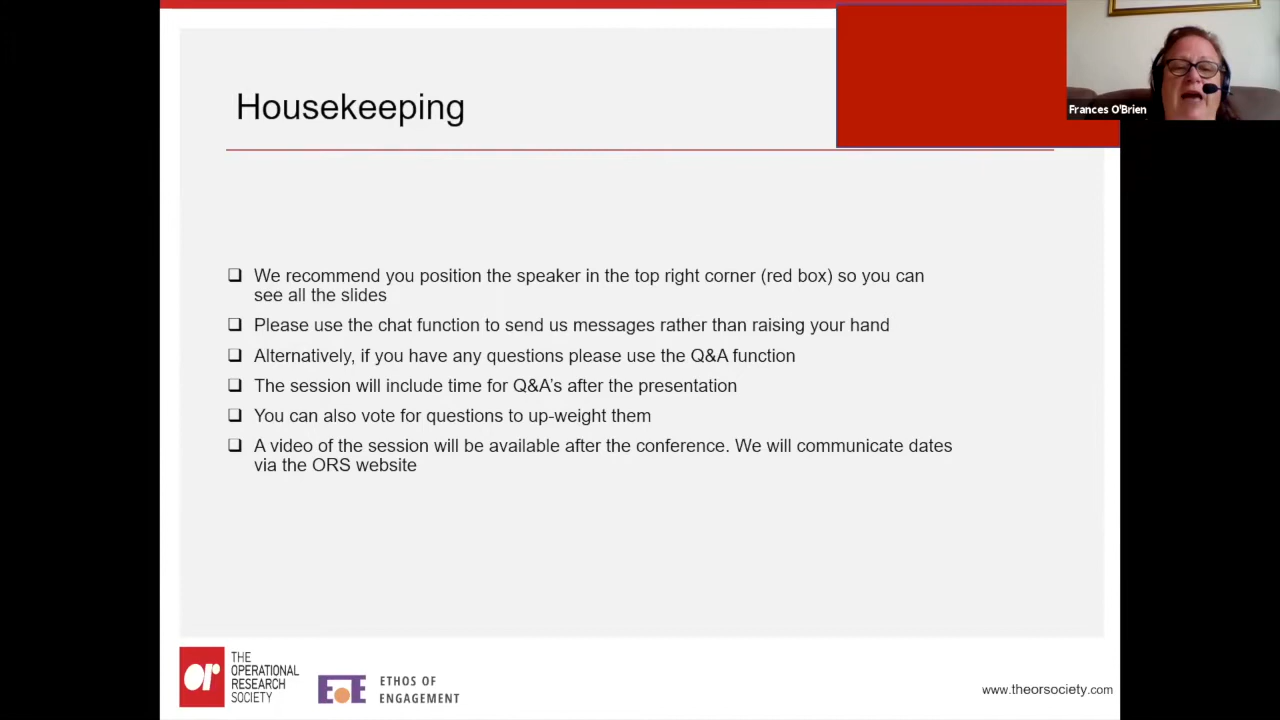 Housekeeping
Frances O'Brien
We recommend you position the speaker in the top right corner (red box) so you can
see all the slides
Please use the chat function to send us messages rather than raising your hand
Alternatively, if you have any questions please use the Q&A function
The session will include time for Q&A’s after the presentation
You can also vote for questions to up-weight them
A video of the session will be available after the conference. We will communicate dates
via the ORS website
or
THE
OPERATIONAL
RESEARCH
SOCIETY
EOE
ETHOS OF
ENGAGEMENT
www.theorsociety.com